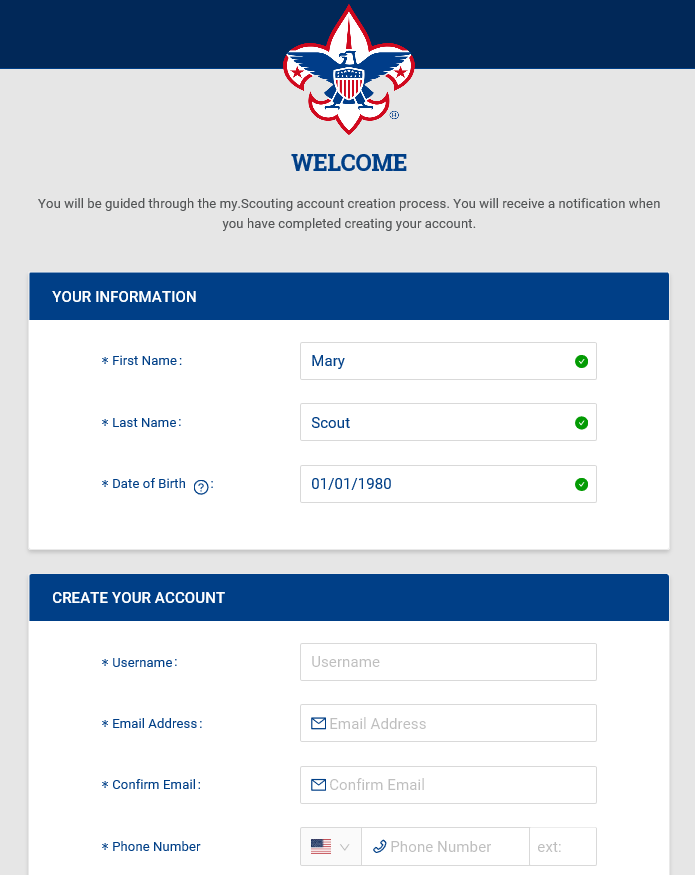 WELCOME
You will be guided through the my.Scouting account creation process. You will receive a notification when
you have completed creating your account.
YOUR INFORMATION
* First Name: Mary
* Last Name: Scout
* Date of Birth ?: 01/01/1980
CREATE YOUR ACCOUNT
* Username: Username
* Email Address: Email Address
* Confirm Email: Confirm Email
* Phone Number Phone Number ext: